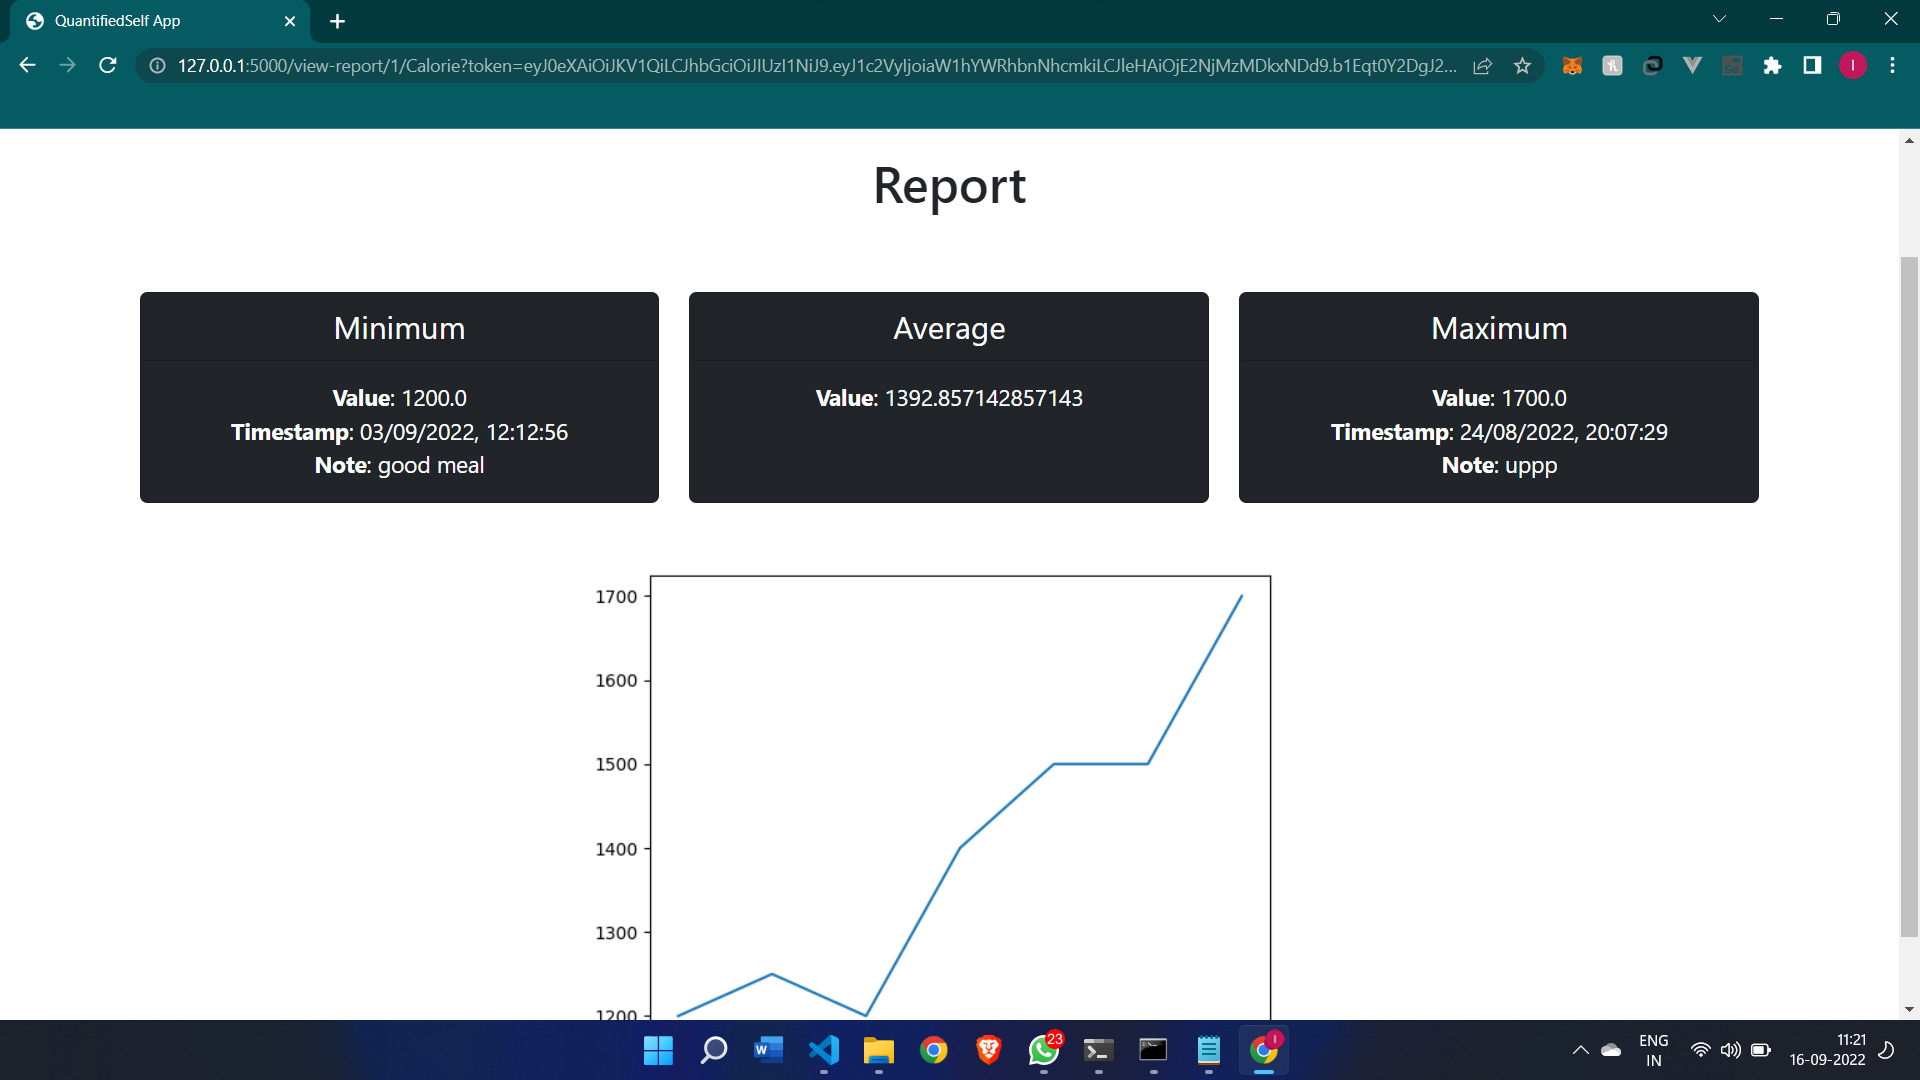 QuantifiedSelf App
127.0.0.1:5000/view-report/1/Calorie?token=eyJ0eXAiOiJKV1QiLCJhbGciOiJIUzI1NiJ9.eyJ1c2VyIjoiaW1hYWRhbnNhcmkiLCJleHAiOjE2NjMzMDkxNDd9.b1Eqt0Y2DgJ2...
Report
Minimum
Value: 1200.0
Timestamp: 03/09/2022, 12:12:56
Note: good meal
Average
Value: 1392.857142857143
Maximum
Value: 1700.0
Timestamp: 24/08/2022, 20:07:29
Note: uppp
1700
1600
1500
1400
1300
1200
23
ENG
IN
11:21
16-09-2022